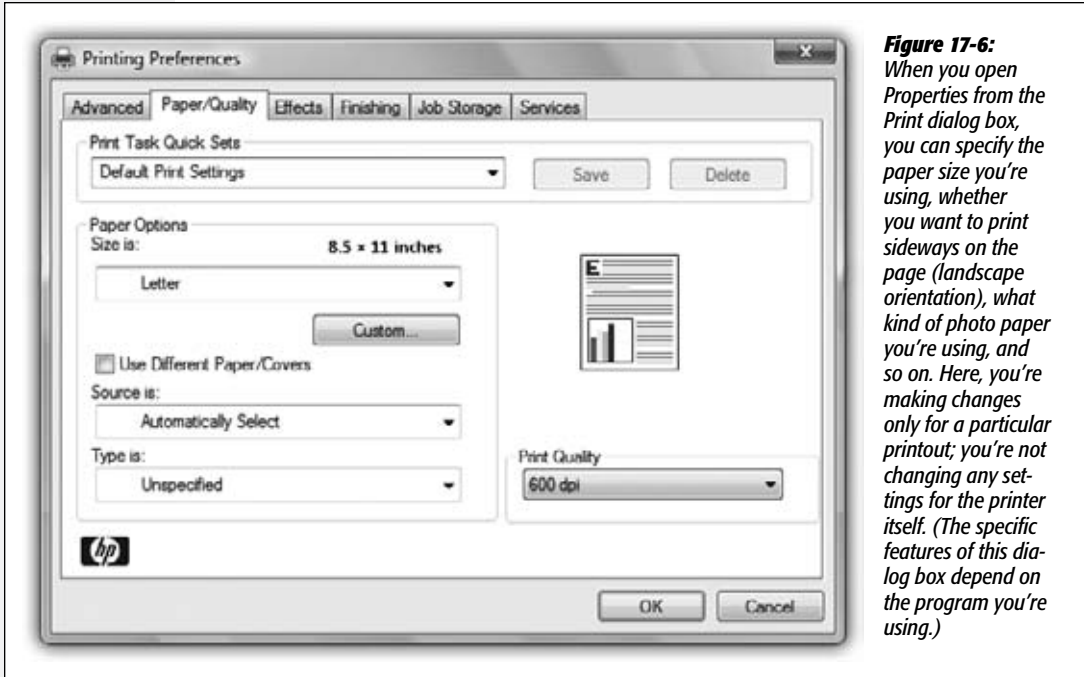 Printing Preferences
Advanced Paper/Quality Effects Finishing Job Storage Services
Print Task Quick Sets
Default Print Settings Save Delete
Paper Options
Size is: 8.5 × 11 inches
Letter
Custom...
Use Different Paper/Covers
Source is:
Automatically Select
Type is:
Unspecified
E
Print Quality
600 dpi
hp
OK Cancel
Figure 17-6:
When you open
Properties from the
Print dialog box,
you can specify the
paper size you're
using, whether
you want to print
sideways on the
page (landscape
orientation), what
kind of photo paper
you're using, and
so on. Here, you're
making changes
only for a particular
printout; you're not
changing any set-
tings for the printer
itself. (The specific
features of this dia-
log box depend on
the program you're
using.)